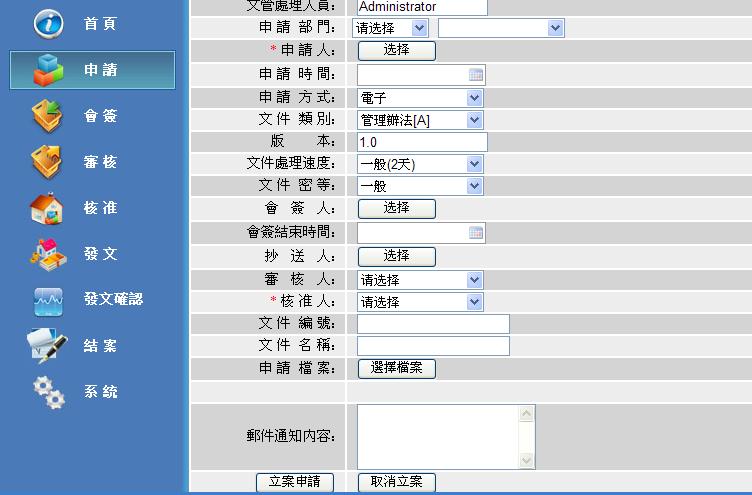 首頁
申請
會簽
審核
核准
發文
發文確認
結案
系統
文管處理人員: Administrator
申請部門: 请选择
*申請人: 选择
申請時間:
申請方式: 電子
文件類別: 管理辦法[A]
版本: 1.0
文件處理速度: 一般(2天)
文件密等: 一般
會簽人: 选择
會簽結束時間:
抄送人: 选择
審核人: 请选择
*核准人: 请选择
文件編號:
文件名稱:
申請檔案: 選擇檔案
郵件通知内容:
立案申請 取消立案